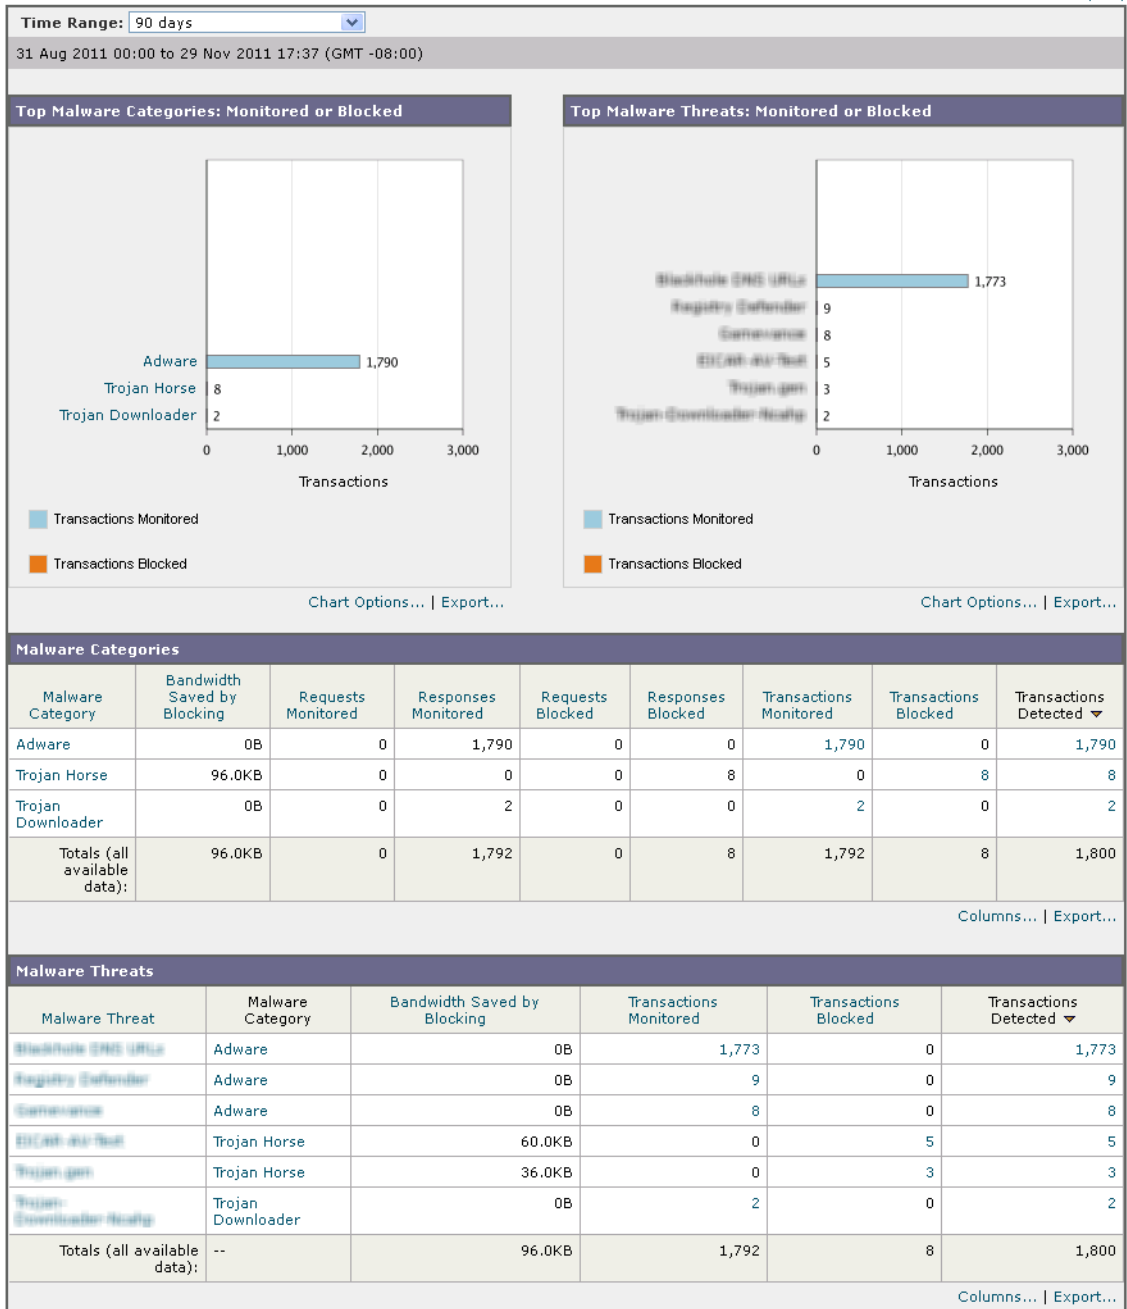 Time Range: 90 days
31 Aug 2011 00:00 to 29 Nov 2011 17:37 (GMT -08:00)
Top Malware Categories: Monitored or Blocked
Adware 1,790
Trojan Horse 8
Trojan Downloader 2
0 1,000 2,000 3,000
Transactions
Transactions Monitored
Transactions Blocked
Chart Options... | Export...
Top Malware Threats: Monitored or Blocked
1,773
9
8
5
3
2
0 1,000 2,000 3,000
Transactions
Transactions Monitored
Transactions Blocked
Chart Options... | Export...
Malware Categories
Malware Category Bandwidth Saved by Blocking Requests Monitored Responses Monitored Requests Blocked Responses Blocked Transactions Monitored Transactions Blocked Transactions Detected
Adware 0B 0 1,790 0 0 1,790 0 1,790
Trojan Horse 96.0KB 0 0 0 8 0 8 8
Trojan Downloader 0B 0 2 0 0 2 0 2
Totals (all available data): 96.0KB 0 1,792 0 8 1,792 8 1,800
Columns... | Export...
Malware Threats
Malware Threat Malware Category Bandwidth Saved by Blocking Transactions Monitored Transactions Blocked Transactions Detected
Adware 0B 1,773 0 1,773
Adware 0B 9 0 9
Adware 0B 8 0 8
Trojan Horse 60.0KB 0 5 5
Trojan Horse 36.0KB 0 3 3
Trojan Downloader 0B 2 0 2
Totals (all available data): -- 96.0KB 1,792 8 1,800
Columns... | Export...